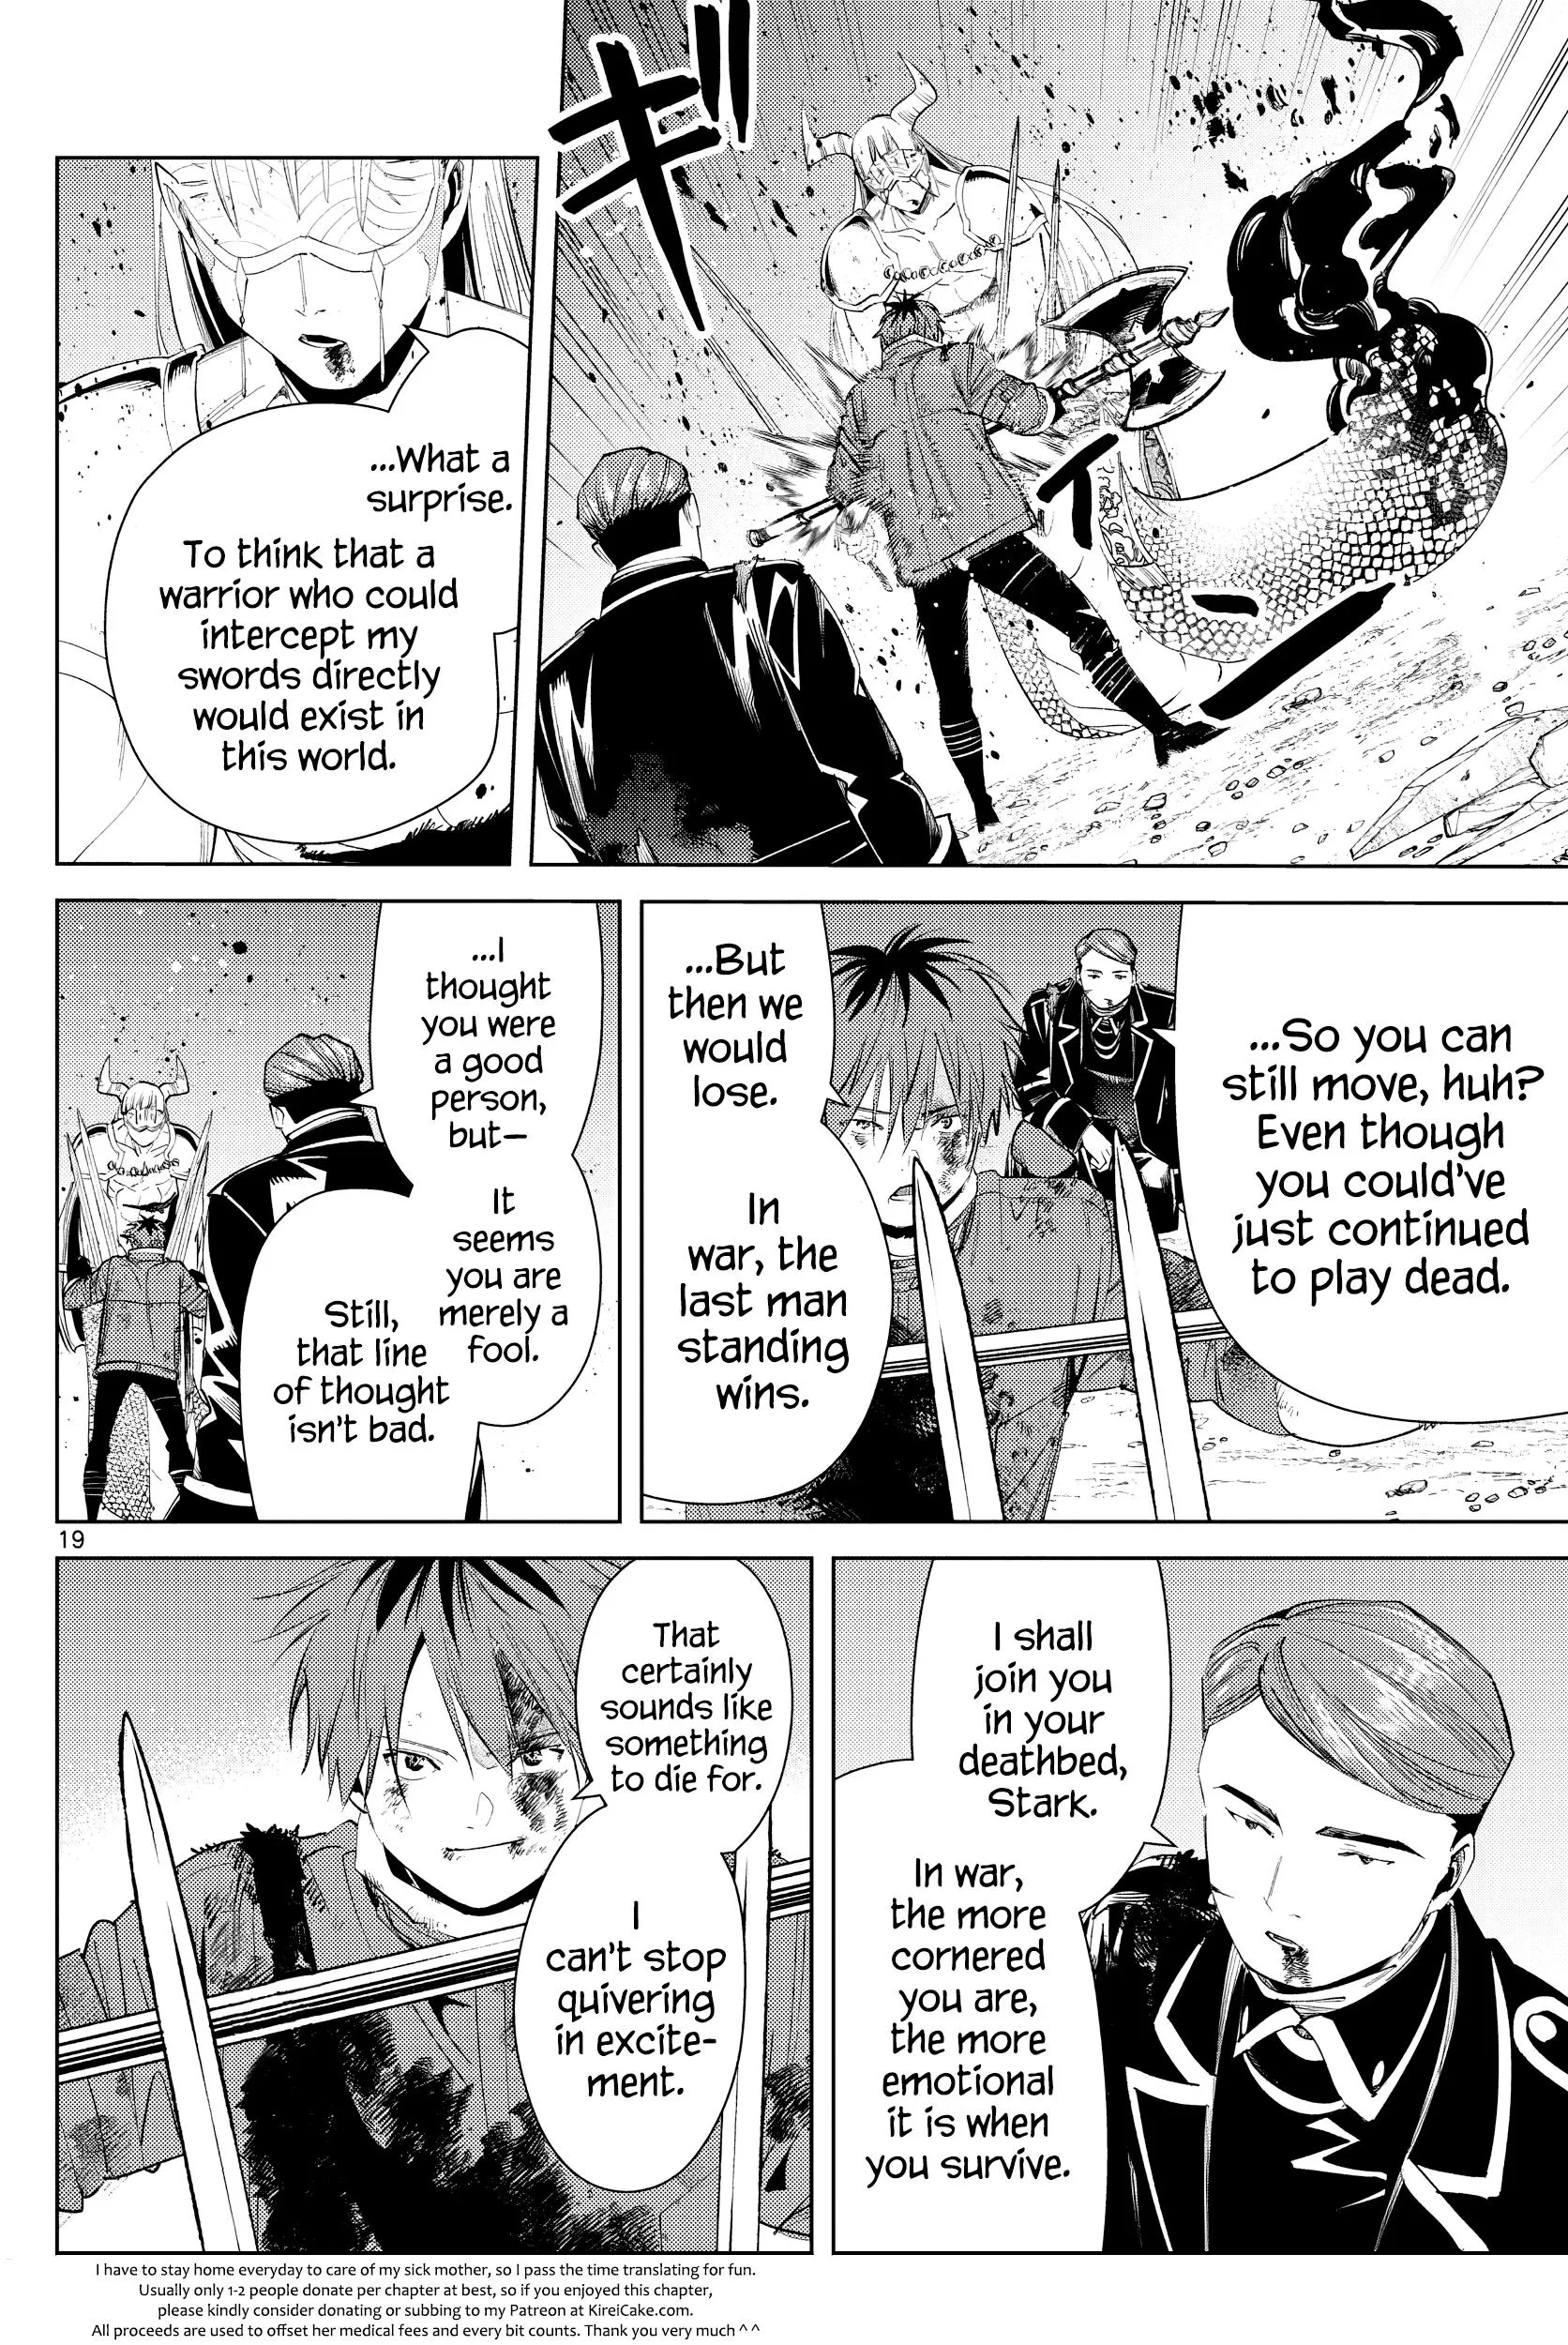 ギイン
...What a
surprise.
To think that a
warrior who could
intercept my
swords directly
would exist in
this world.
...So you can
still move, huh?
Even though
you could've
just continued
to play dead.
...But
then we
would
lose.
In
war, the
last man
standing
wins.
...I
thought
you were
a good
person,
but—
It
seems
you are
merely a
fool.
Still,
that line
of thought
isn't bad.
19
I shall
join you
in your
deathbed,
Stark.
In war,
the more
cornered
you are,
the more
emotional
it is when
you survive.
That
certainly
sounds like
something
to die for.
I
can't stop
quivering
in excite-
ment.
I have to stay home everyday to care of my sick mother, so I pass the time translating for fun.
Usually only 1-2 people donate per chapter at best, so if you enjoyed this chapter,
please kindly consider donating or subbing to my Patreon at KireiCake.com.
All proceeds are used to offset her medical fees and every bit counts. Thank you very much ^ ^